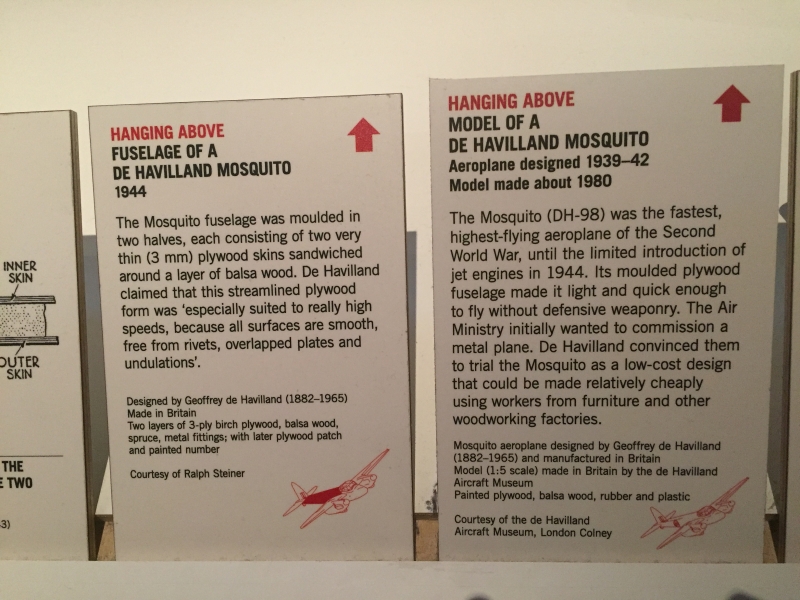 INNER
SKIN
OUTER
SKIN
THE
TWO
HANGING ABOVE
FUSELAGE OF A
DE HAVILLAND MOSQUITO
1944
The Mosquito fuselage was moulded in
two halves, each consisting of two very
thin (3 mm) plywood skins sandwiched
around a layer of balsa wood. De Havilland
claimed that this streamlined plywood
form was ‘especially suited to really high
speeds, because all surfaces are smooth,
free from rivets, overlapped plates and
undulations’.
Designed by Geoffrey de Havilland (1882–1965)
Made in Britain
Two layers of 3-ply birch plywood, balsa wood,
spruce, metal fittings; with later plywood patch
and painted number
Courtesy of Ralph Steiner
HANGING ABOVE
MODEL OF A
DE HAVILLAND MOSQUITO
Aeroplane designed 1939–42
Model made about 1980
The Mosquito (DH-98) was the fastest,
highest-flying aeroplane of the Second
World War, until the limited introduction of
jet engines in 1944. Its moulded plywood
fuselage made it light and quick enough
to fly without defensive weaponry. The Air
Ministry initially wanted to commission a
metal plane. De Havilland convinced them
to trial the Mosquito as a low-cost design
that could be made relatively cheaply
using workers from furniture and other
woodworking factories.
Mosquito aeroplane designed by Geoffrey de Havilland
(1882–1965) and manufactured in Britain
Model (1:5 scale) made in Britain by the de Havilland
Aircraft Museum
Painted plywood, balsa wood, rubber and plastic
Courtesy of the de Havilland
Aircraft Museum, London Colney